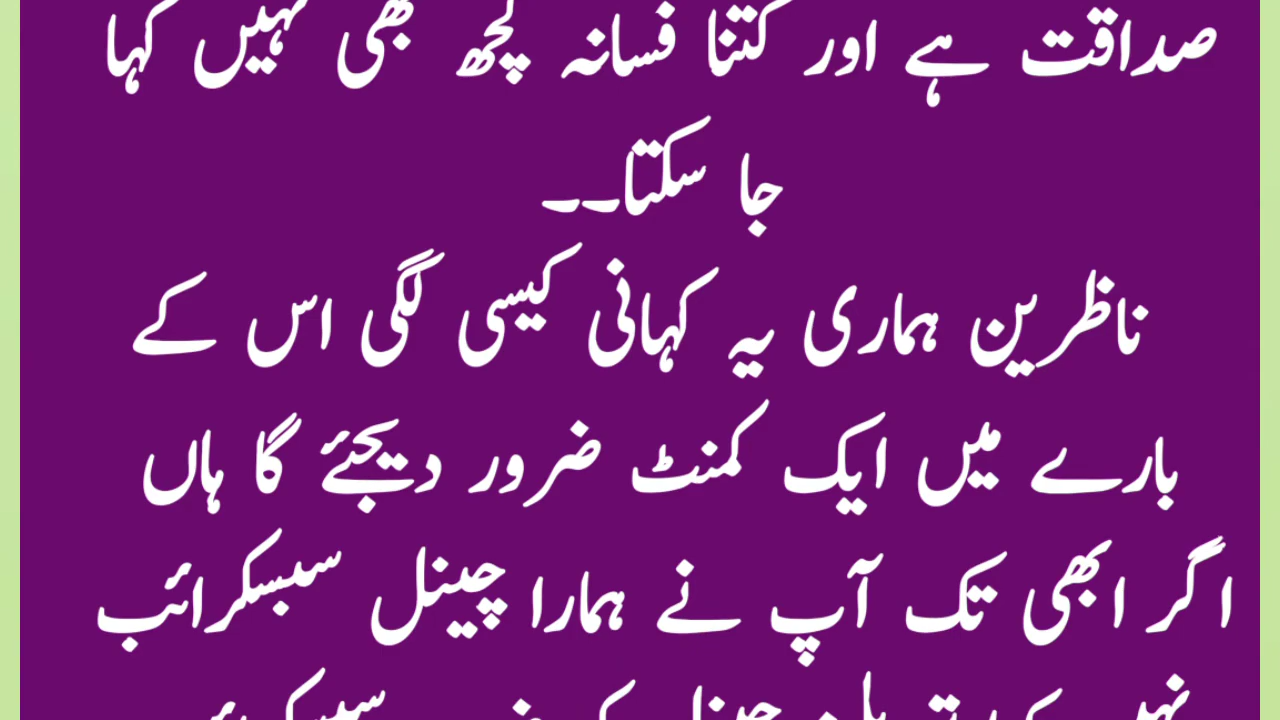 صداقت ہے اور کتنا فسانہ کچھ بھی نہیں کہا
جا سکتا۔۔
ناظرین ہماری یہ کہانی کیسی لگی اس کے
بارے میں ایک کمنٹ ضرور دیجئے گا ہاں
اگر ابھی تک آپ نے ہمارا چینل سبسکرائب